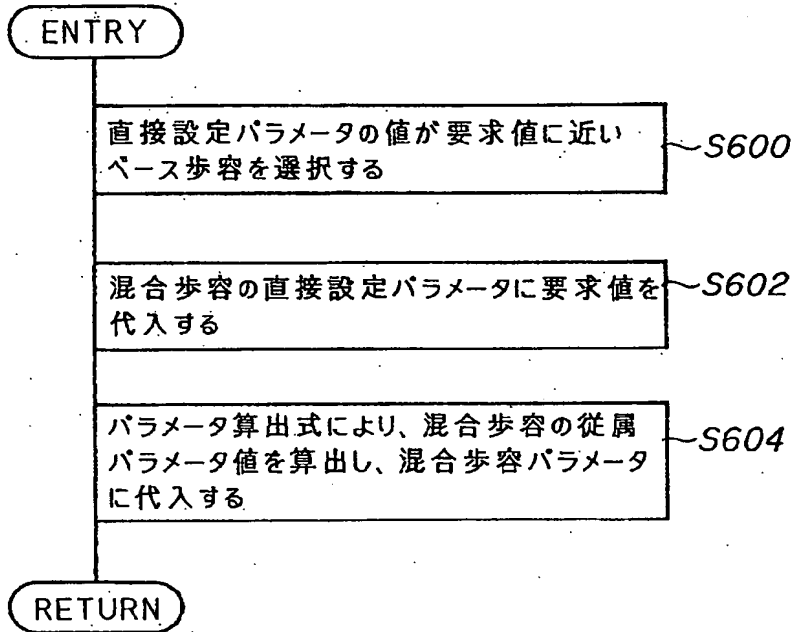 ENTRY
直接設定パラメータの値が要求値に近い
ベース歩容を選択する
S600
混合歩容の直接設定パラメータに要求値を
代入する
S602
パラメータ算出式により、混合歩容の従属
パラメータ値を算出し、混合歩容パラメータ
に代入する
S604
RETURN